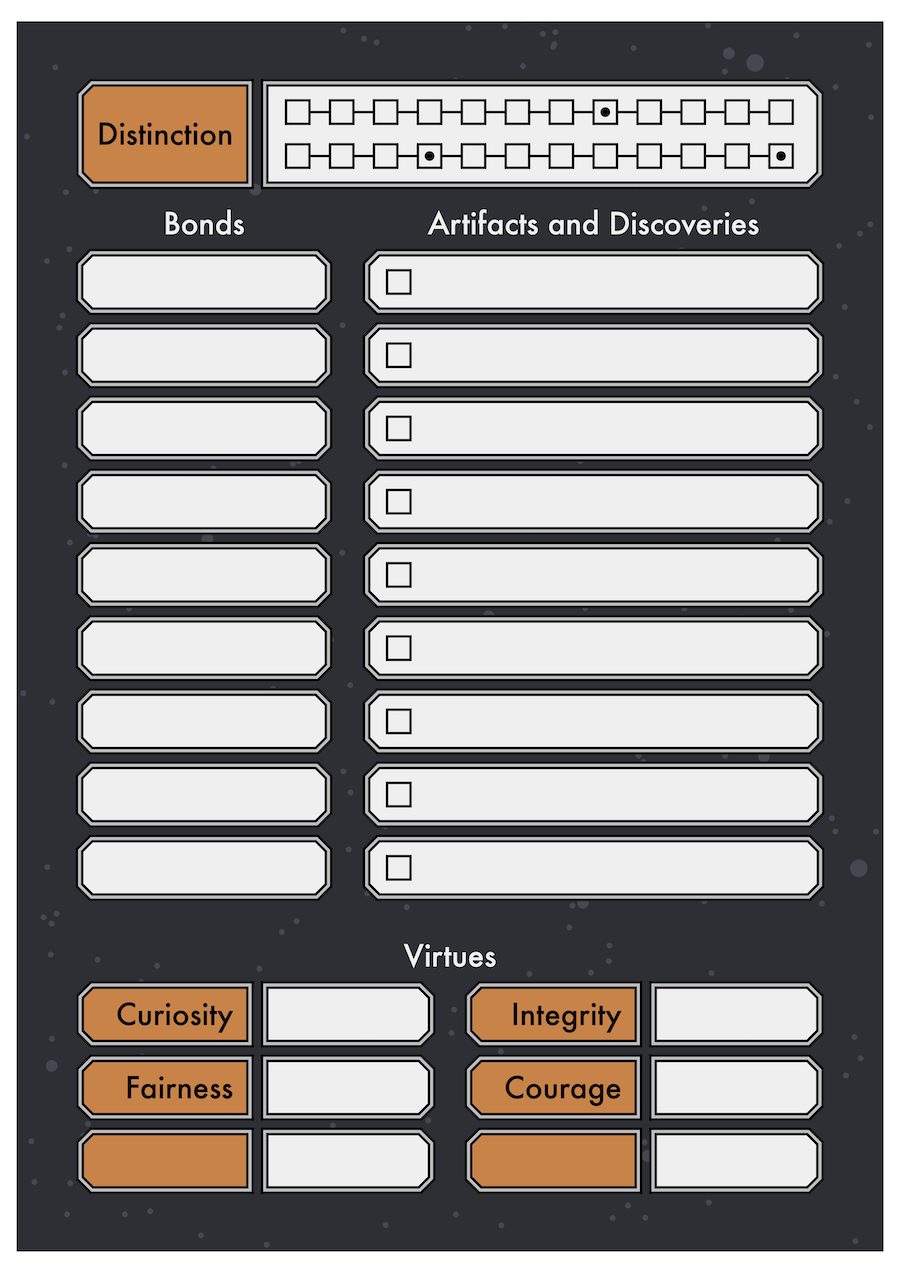 Distinction
Bonds
Artifacts and Discoveries
Virtues
Curiosity
Integrity
Fairness
Courage